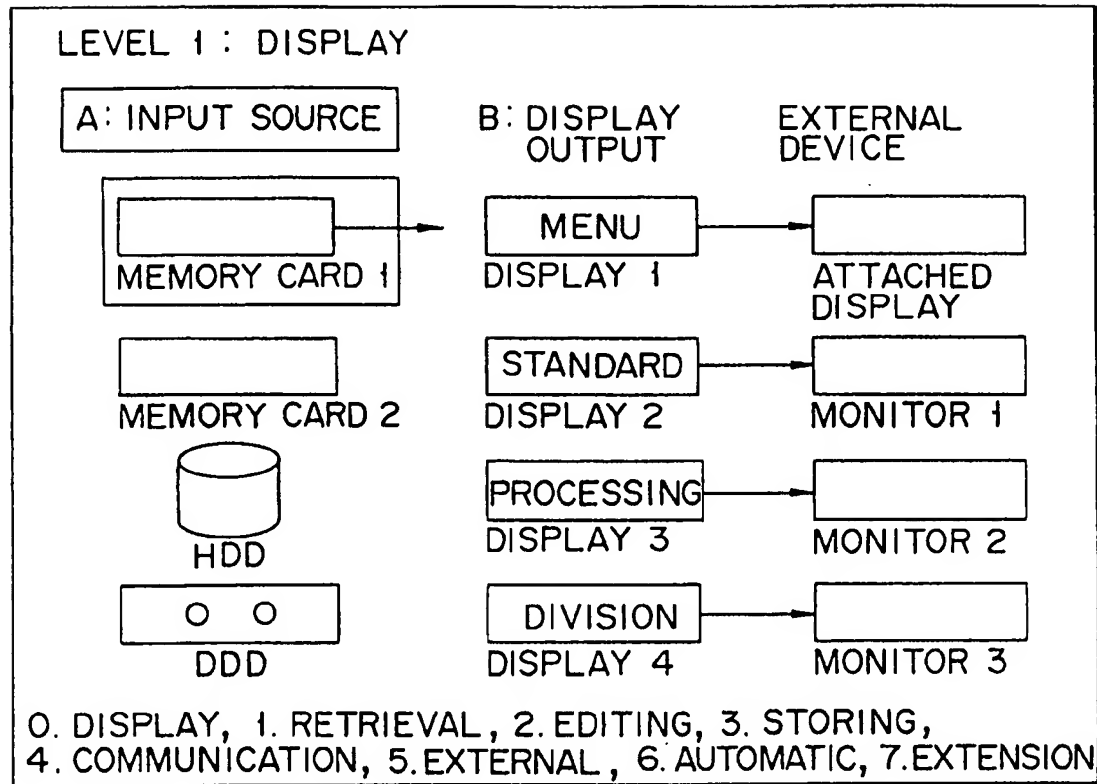 LEVEL 1 : DISPLAY
A: INPUT SOURCE
B: DISPLAY
OUTPUT
EXTERNAL
DEVICE
MENU
MEMORY CARD 1
DISPLAY 1
ATTACHED
DISPLAY
STANDARD
MEMORY CARD 2
DISPLAY 2
MONITOR 1
PROCESSING
HDD
DISPLAY 3
MONITOR 2
DIVISION
DDD
DISPLAY 4
MONITOR 3
0. DISPLAY, 1. RETRIEVAL, 2. EDITING, 3. STORING,
4. COMMUNICATION, 5. EXTERNAL, 6. AUTOMATIC, 7. EXTENSION